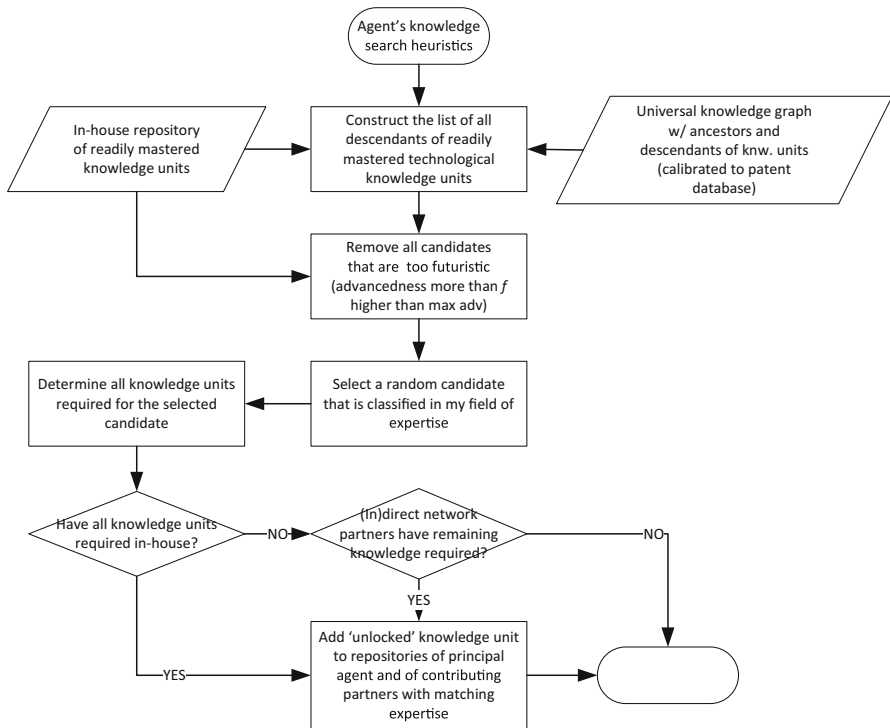 Agent's knowledge
search heuristics
In-house repository
of readily mastered
knowledge units
Construct the list of all
descendants of readily
mastered technological
knowledge units
Universal knowledge graph
w/ ancestors and
descendants of knw. units
(calibrated to patent
database)
Remove all candidates
that are too futuristic
(advancedness more than f
higher than max adv)
Determine all knowledge units
required for the selected
candidate
Select a random candidate
that is classified in my field of
expertise
Have all knowledge units
required in-house?
NO
(In)direct network
partners have remaining
knowledge required?
NO
YES
YES
Add ‘unlocked’ knowledge unit
to repositories of principal
agent and of contributing
partners with matching
expertise